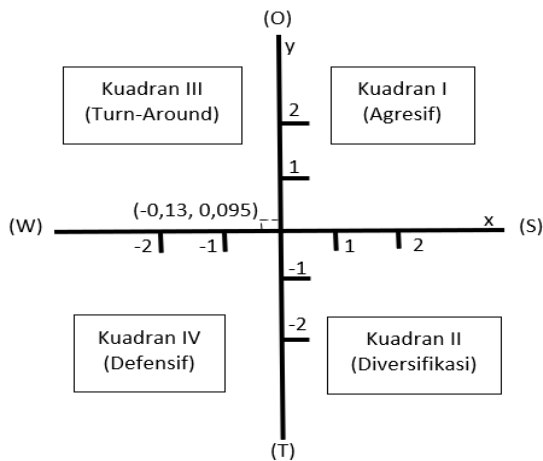 (O)
y
Kuadran III
(Turn-Around)
Kuadran I
(Agresif)
2
1
(-0,13, 0,095)
(W)
x
(S)
-2
-1
1
2
-1
-2
Kuadran IV
(Defensif)
Kuadran II
(Diversifikasi)
(T)